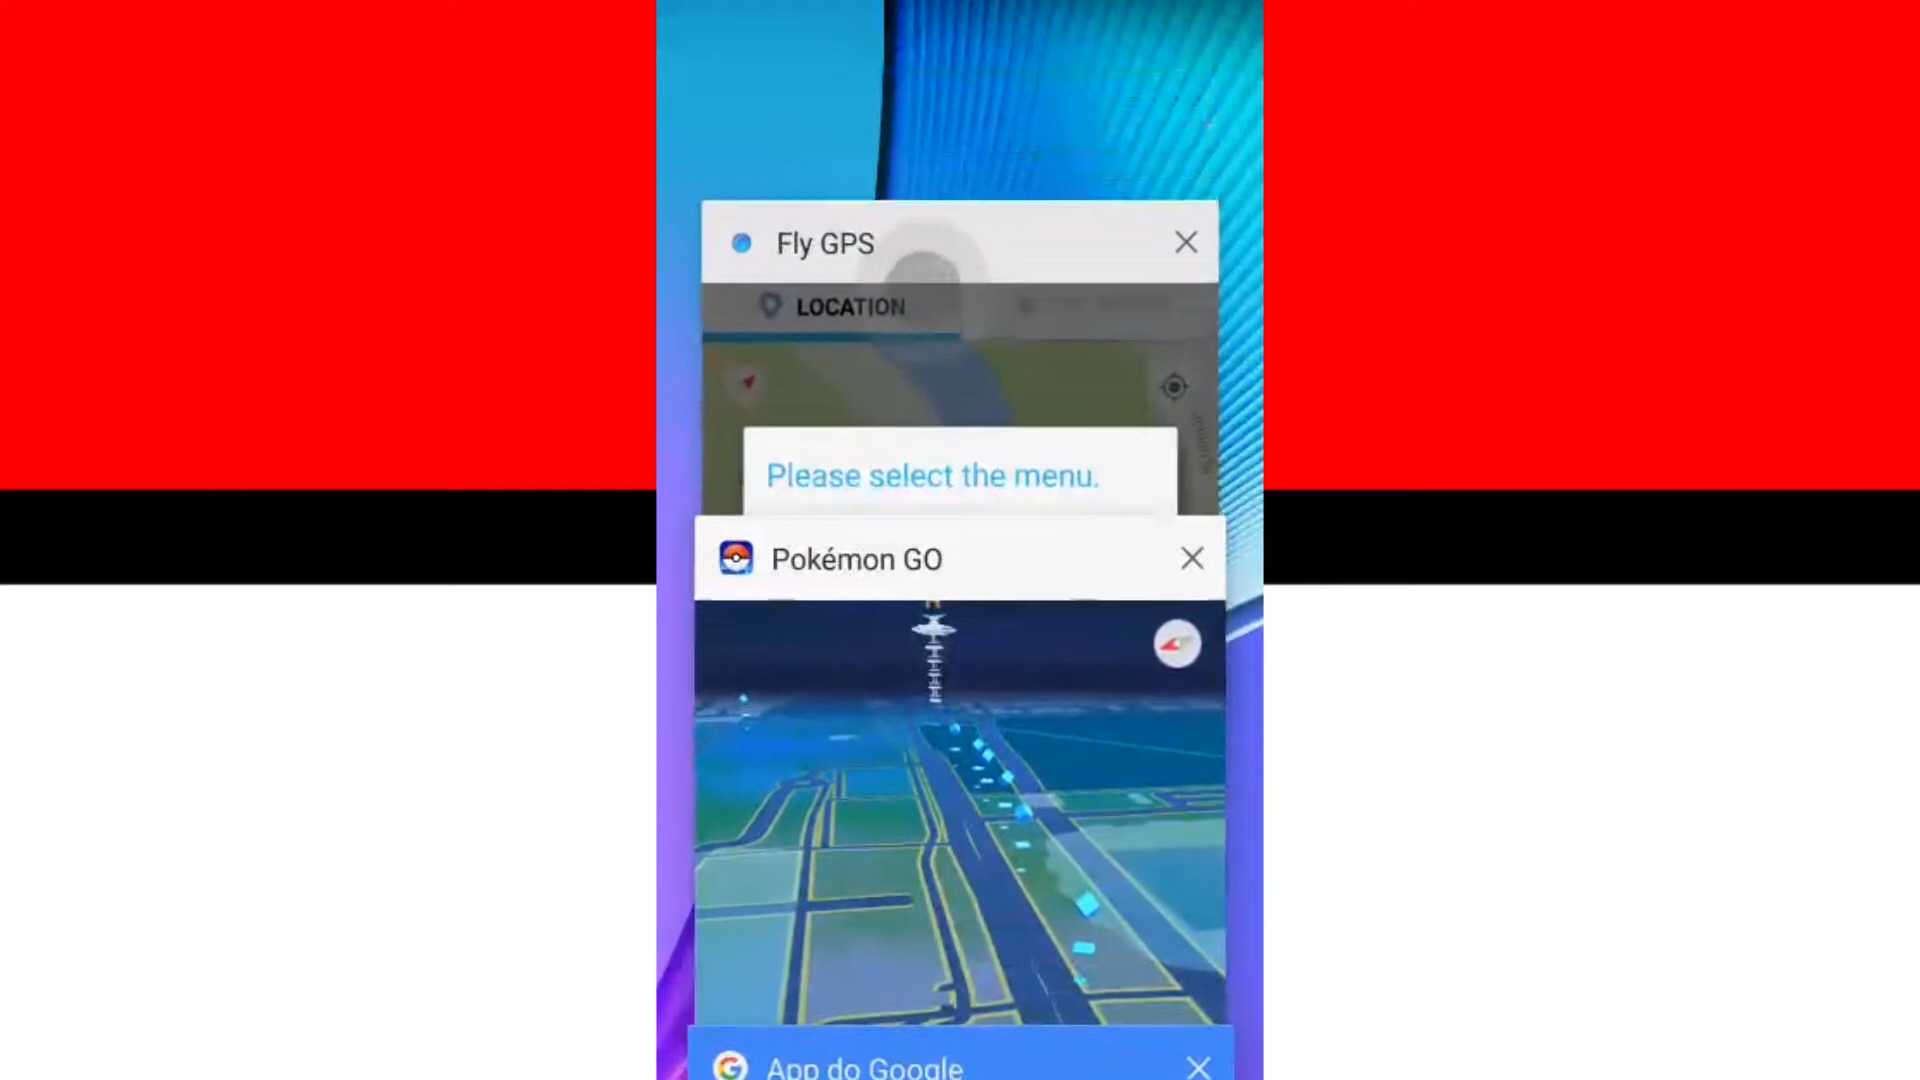 Fly GPS
LOCATION
Please select the menu.
Pokémon GO
App do Google